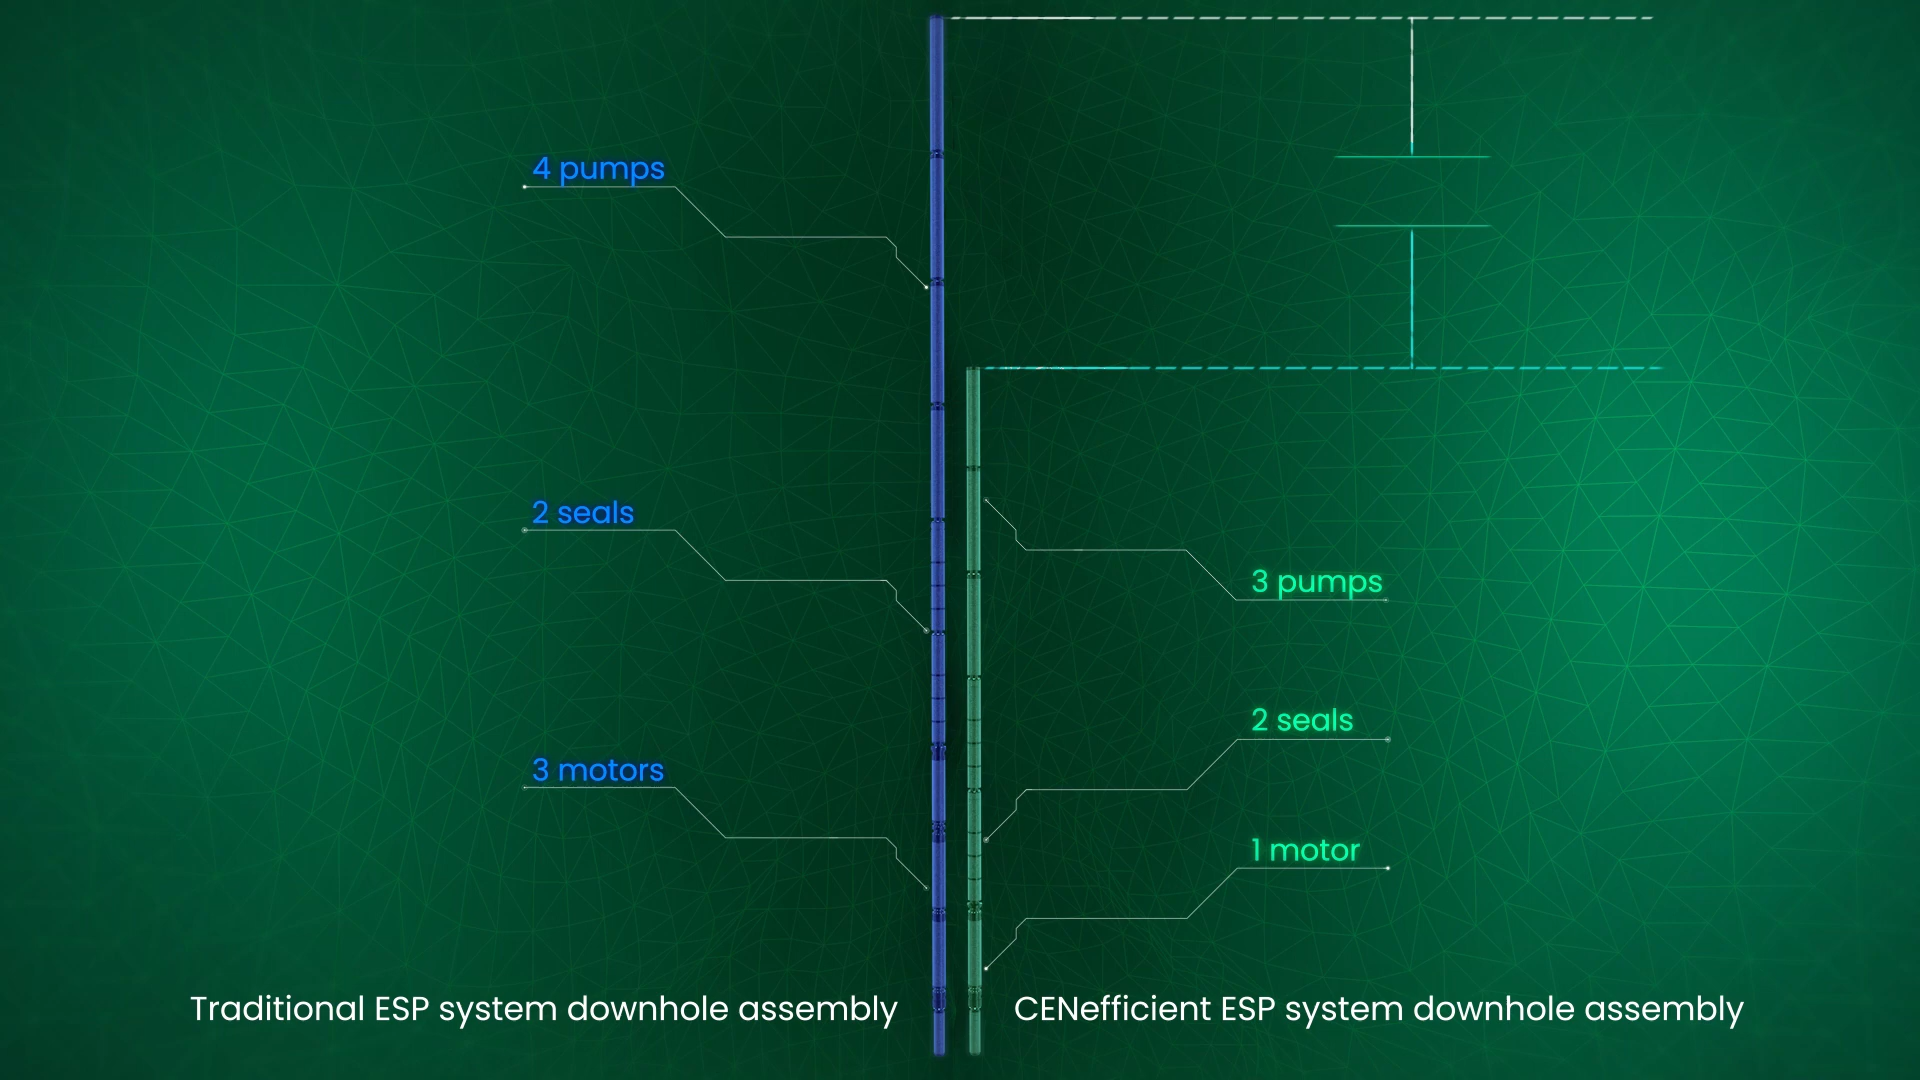 4 pumps
2 seals
3 motors
3 pumps
2 seals
1 motor
Traditional ESP system downhole assembly
CENefficient ESP system downhole assembly